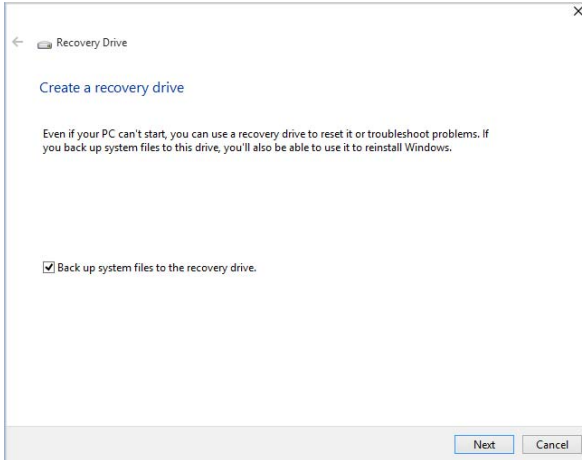 Recovery Drive
Create a recovery drive
Even if your PC can't start, you can use a recovery drive to reset it or troubleshoot problems. If
you back up system files to this drive, you'll also be able to use it to reinstall Windows.
Back up system files to the recovery drive.
Next Cancel